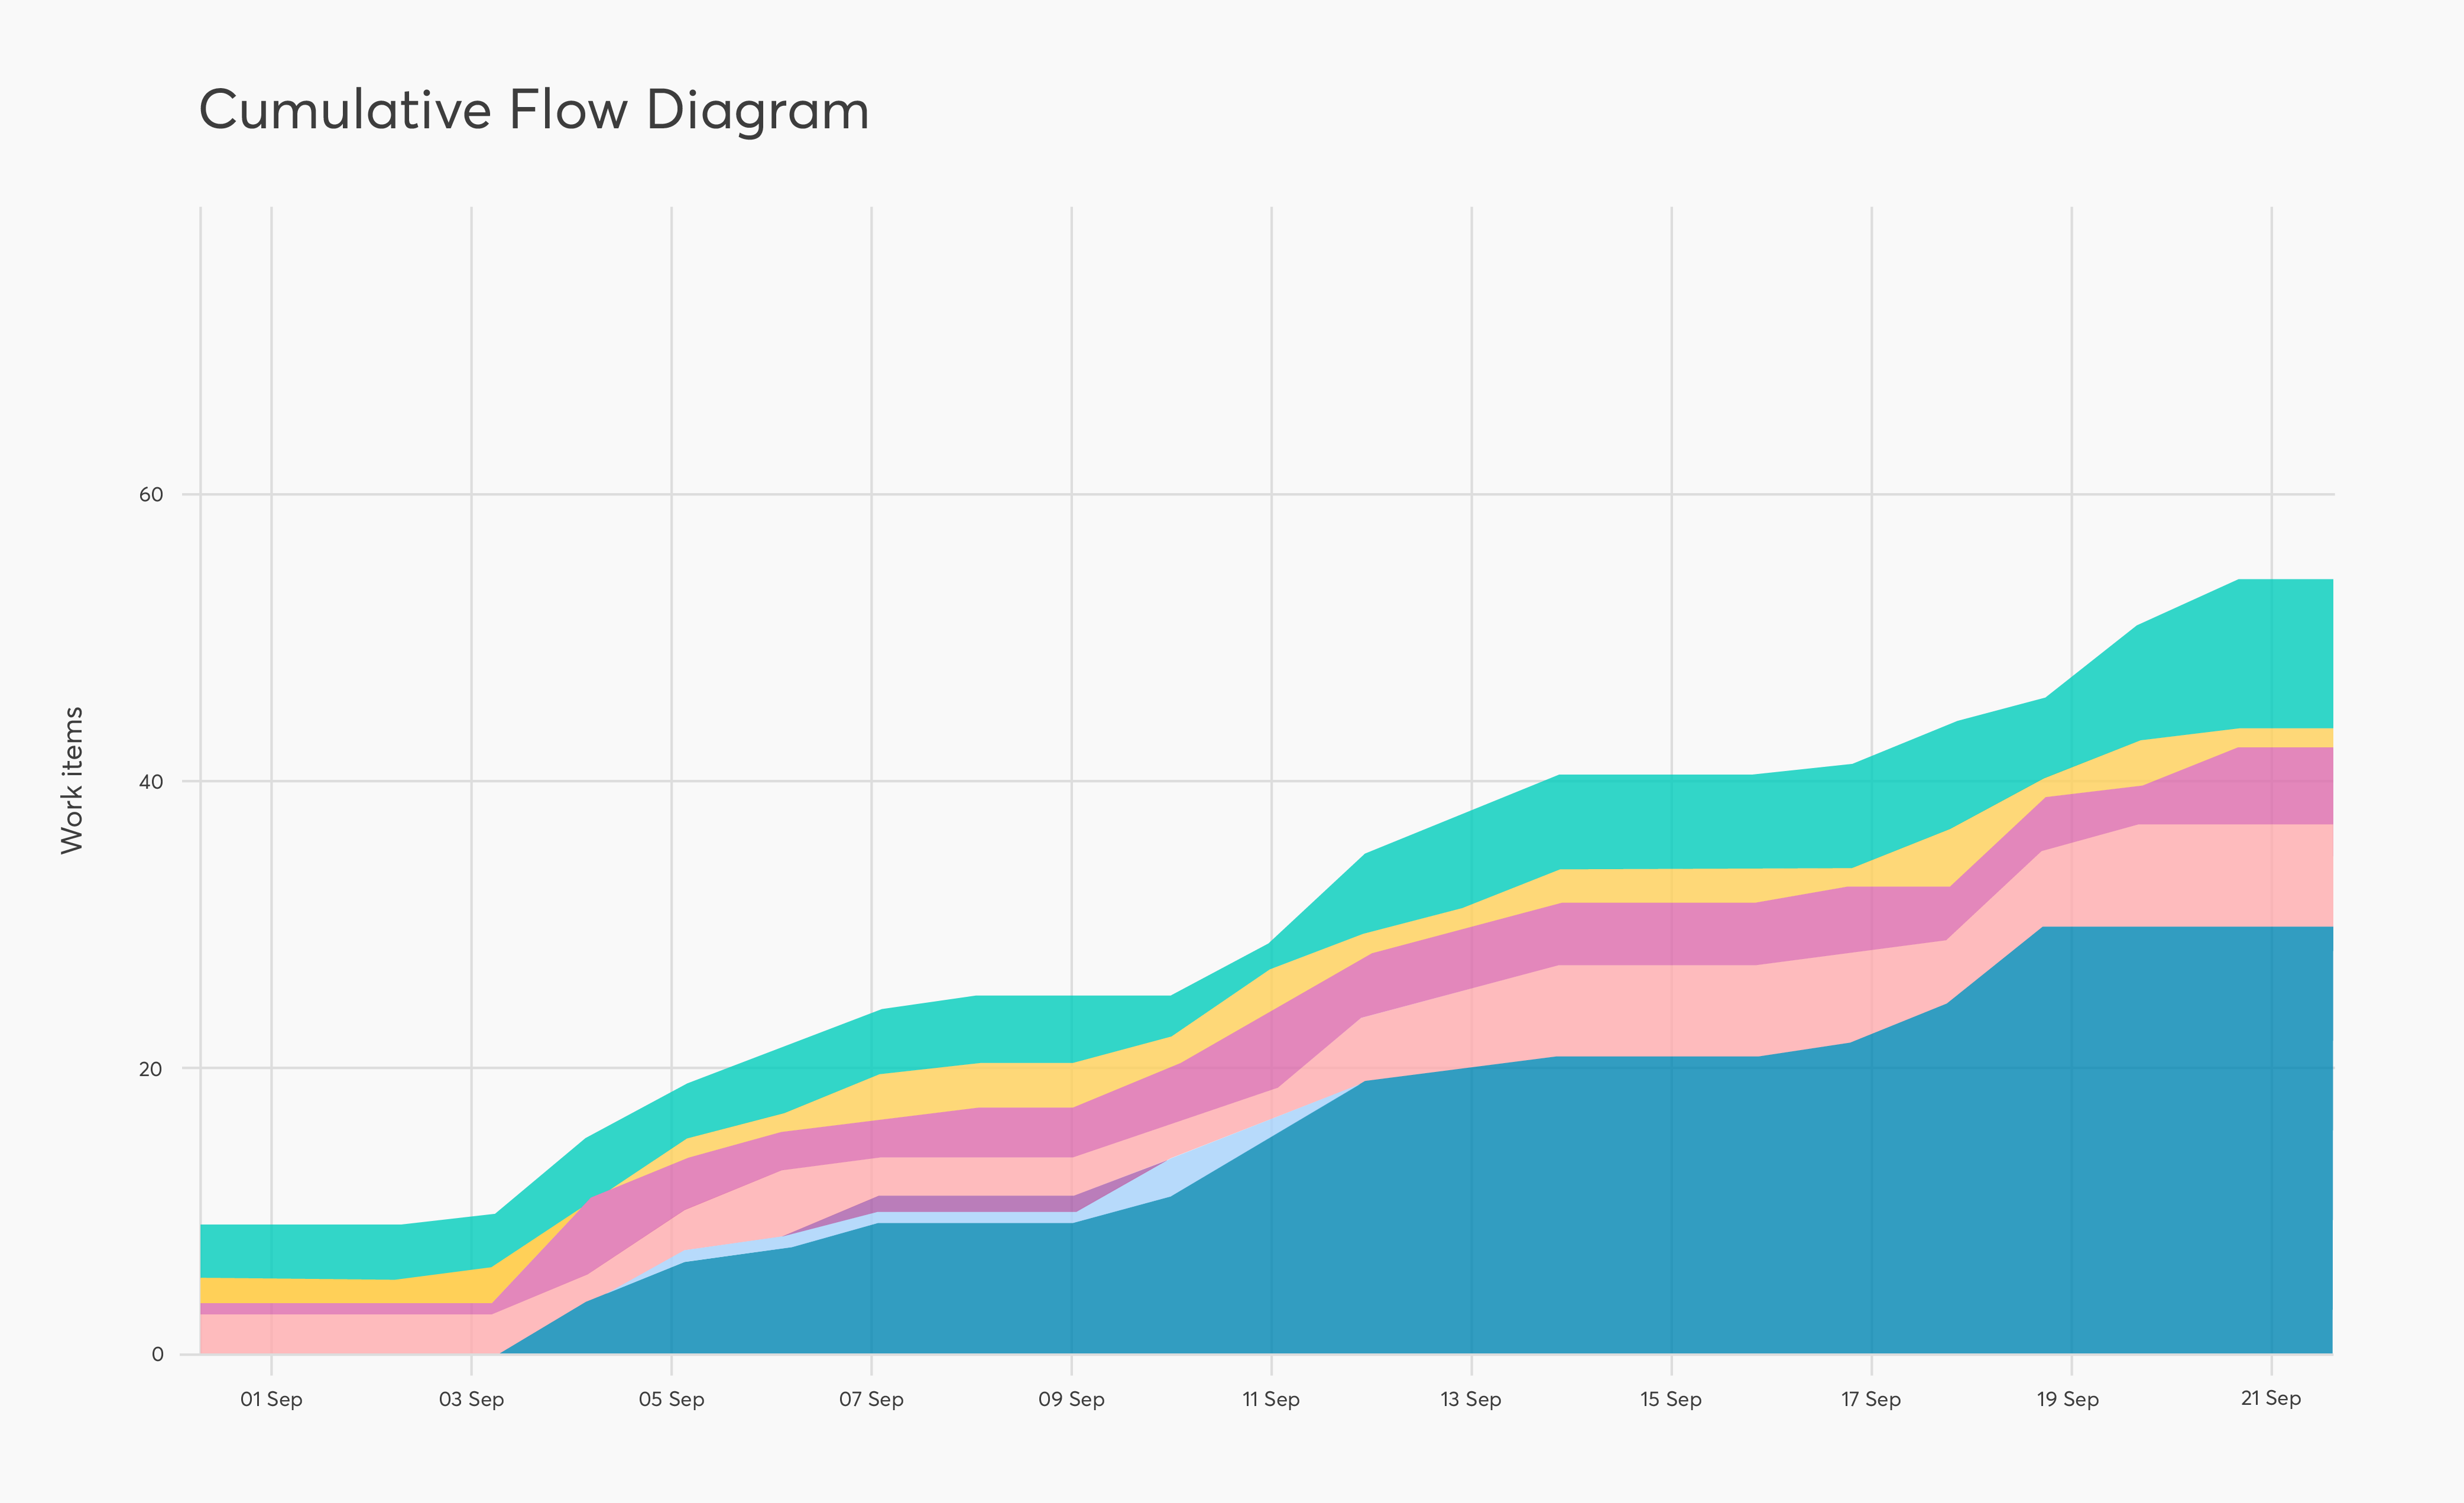 Cumulative Flow Diagram
60
40
20
0
Work items
01 Sep
03 Sep
05 Sep
07 Sep
09 Sep
11 Sep
13 Sep
15 Sep
17 Sep
19 Sep
21 Sep